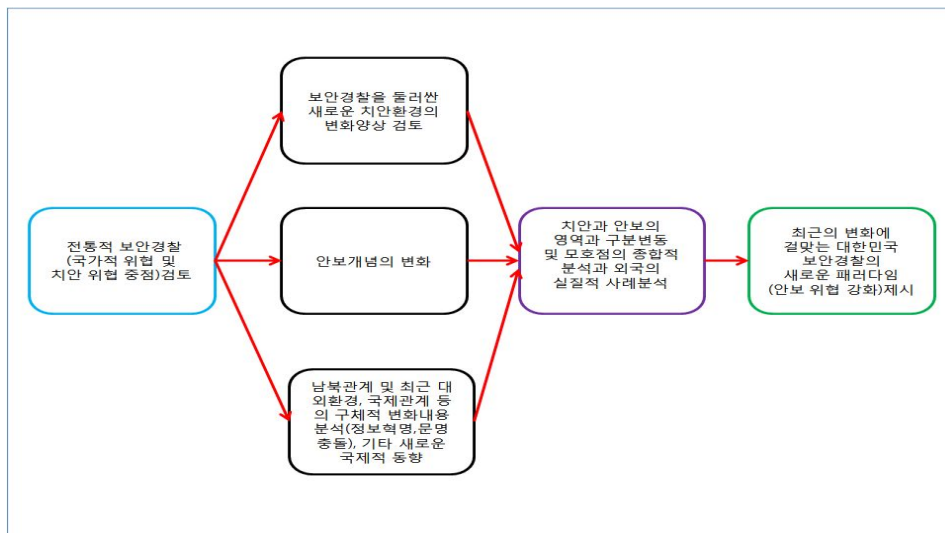 보안경찰을 둘러싼
새로운 치안환경의
변화양상 검토
전통적 보안경찰
(국가적 위협 및
치안 위협 중점)검토
안보개념의 변화
치안과 안보의
영역과 구분변동
및 모호점의 종합적
분석과 외국의
실질적 사례분석
최근의 변화에
걸맞는 대한민국
보안경찰의
새로운 패러다임
(안보 위협 강화)제시
남북관계 및 최근 대
외환경, 국제관계 등
의 구체적 변화내용
분석(정보혁명,문명
충돌), 기타 새로운
국제적 동향